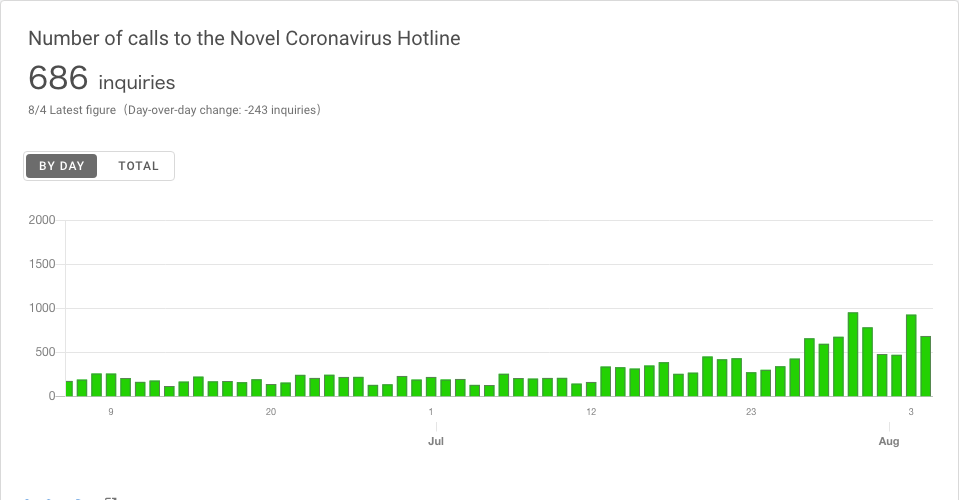 Number of calls to the Novel Coronavirus Hotline
686 inquiries
8/4 Latest figure（Day-over-day change: -243 inquiries）
BY DAY TOTAL
2000
1500
1000
500
0
9 20 1 12 23 3
Jul Aug